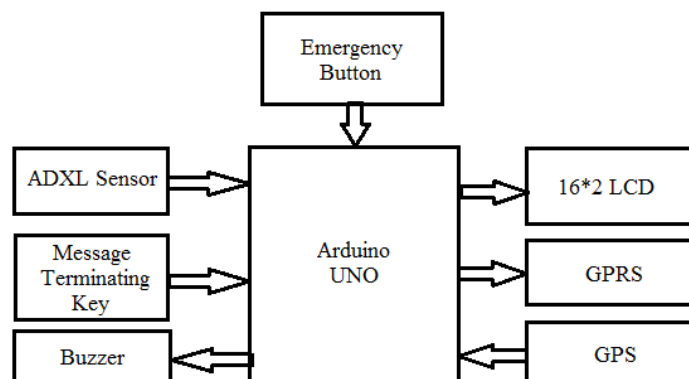 Emergency
Button
ADXL Sensor
16*2 LCD
Message
Terminating
Key
Arduino
UNO
GPRS
Buzzer
GPS